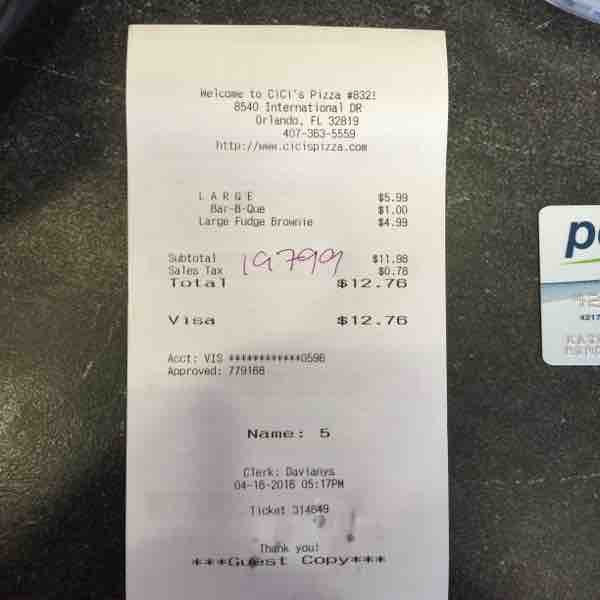 Welcome to CiCi's Pizza #832!
8540 International DR
Orlando, FL 32819
407-363-5559
http://www.cicispizza.com
LARGE $5.99
Bar-B-Que $1.00
Large Fudge Brownie $4.99
Subtotal $11.98
19799
Sales Tax $0.78
Total $12.76
Visa $12.76
Acct: VIS ************0596
Approved: 779168
Name: 5
Clerk: Davianys
04-16-2016 05:17PM
Ticket 314649
Thank you!
***Guest Copy***